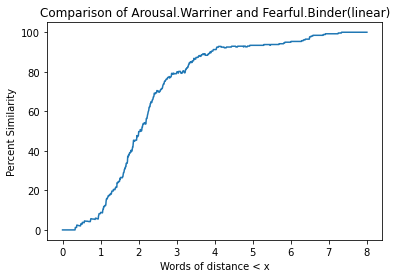 Comparison of Arousal.Warriner and Fearful.Binder(linear)
100
80
60
40
20
0
Percent Similarity
0 1 2 3 4 5 6 7 8
Words of distance < x